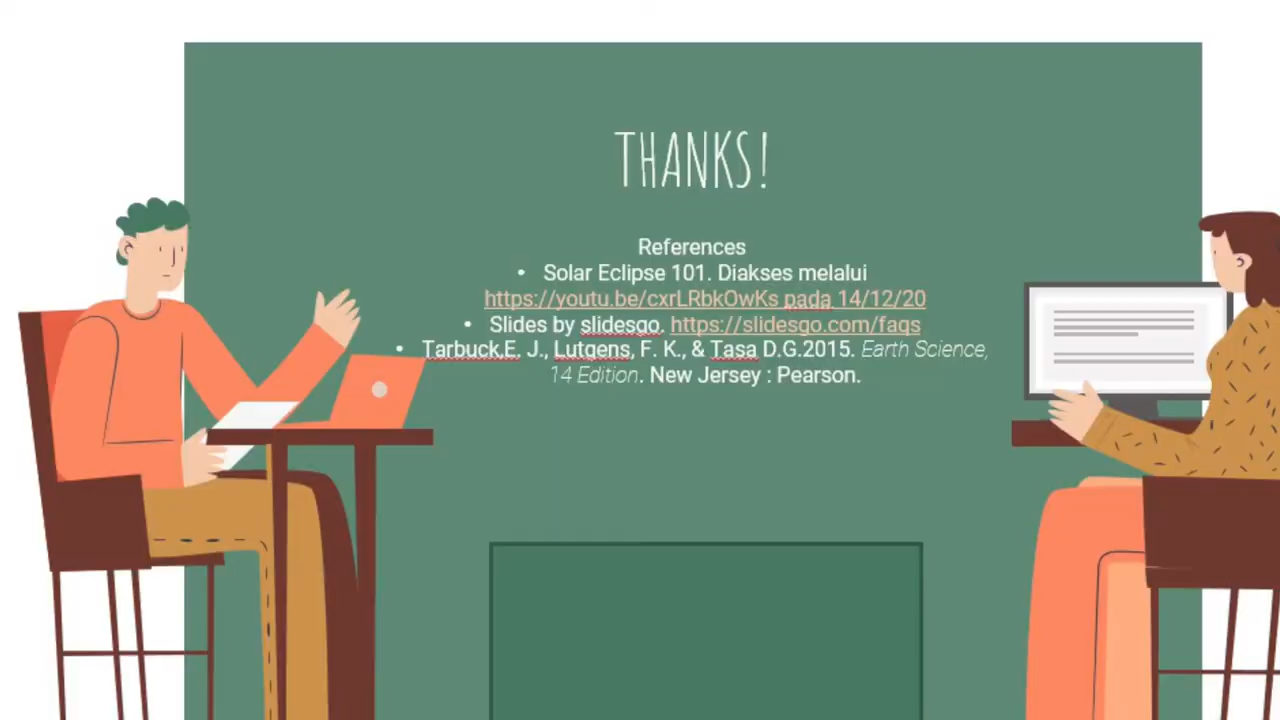 THANKS!
References
• Solar Eclipse 101. Diakses melalui
https://youtu.be/cxrLRbkOwKs pada 14/12/20
• Slides by slidesgo. https://slidesgo.com/faqs
• Tarbuck,E. J., Lutgens, F. K., & Tasa D.G.2015. Earth Science,
14 Edition. New Jersey : Pearson.